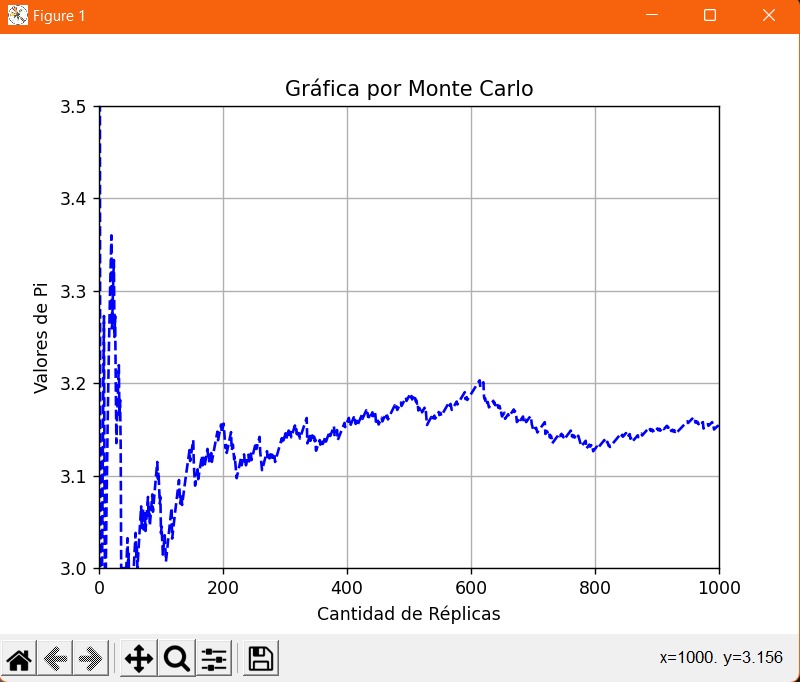 Figure 1
Gráfica por Monte Carlo
3.5
3.4
3.3
3.2
3.1
3.0
Valores de Pi
0 200 400 600 800 1000
Cantidad de Réplicas
x=1000. y=3.156